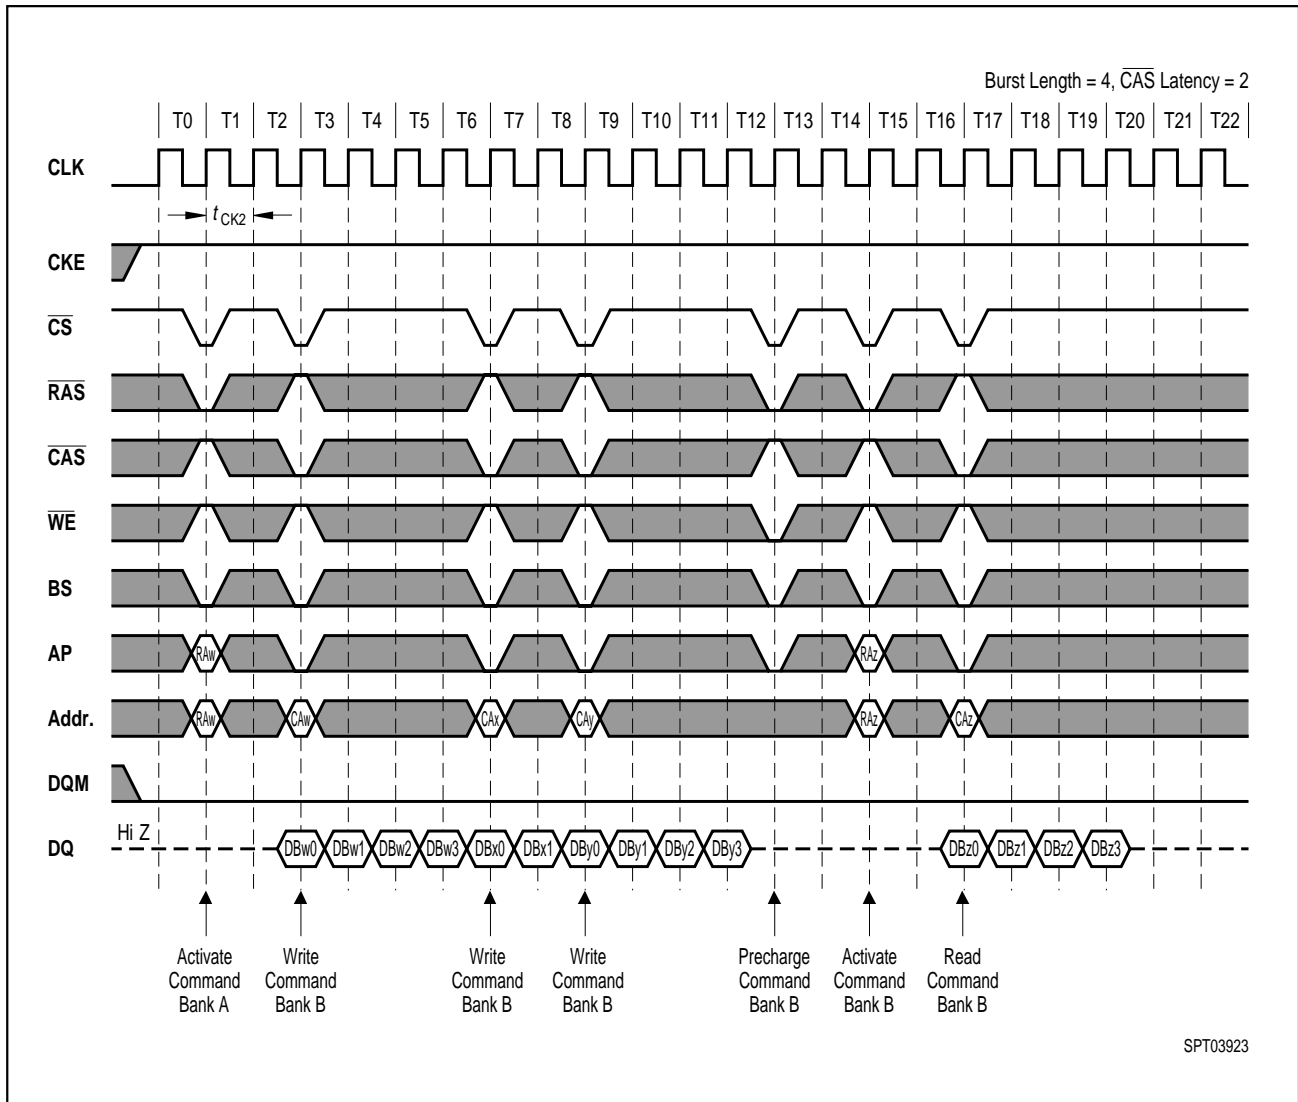 Burst Length = 4, CAS Latency = 2
T0 T1 T2 T3 T4 T5 T6 T7 T8 T9 T10 T11 T12 T13 T14 T15 T16 T17 T18 T19 T20 T21 T22
CLK
t CK2
CKE
CS
RAS
CAS
WE
BS
AP RAw RAz
Addr. RAw CAw CAx CAy RAz CAz
DQM
Hi Z
DQ DBw0 DBw1 DBw2 DBw3 DBx0 DBx1 DBy0 DBy1 DBy2 DBy3 DBz0 DBz1 DBz2 DBz3
Activate Command Bank A
Write Command Bank B
Write Command Bank B
Write Command Bank B
Precharge Command Bank B
Activate Command Bank B
Read Command Bank B
SPT03923